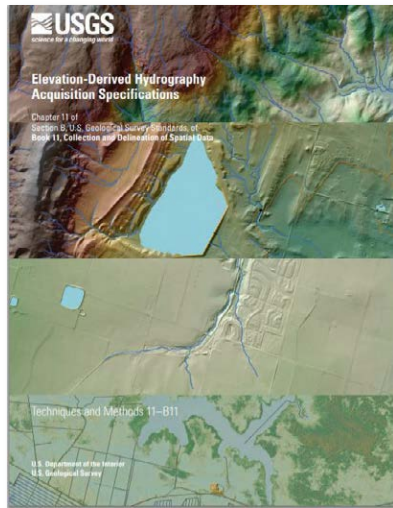 USGS
science for a changing world
Elevation-Derived Hydrography
Acquisition Specifications
Chapter 11 of
Section B, U.S. Geological Survey Standards, of
Book 11, Collection and Delineation of Spatial Data
Techniques and Methods 11–B11
U.S. Department of the Interior
U.S. Geological Survey